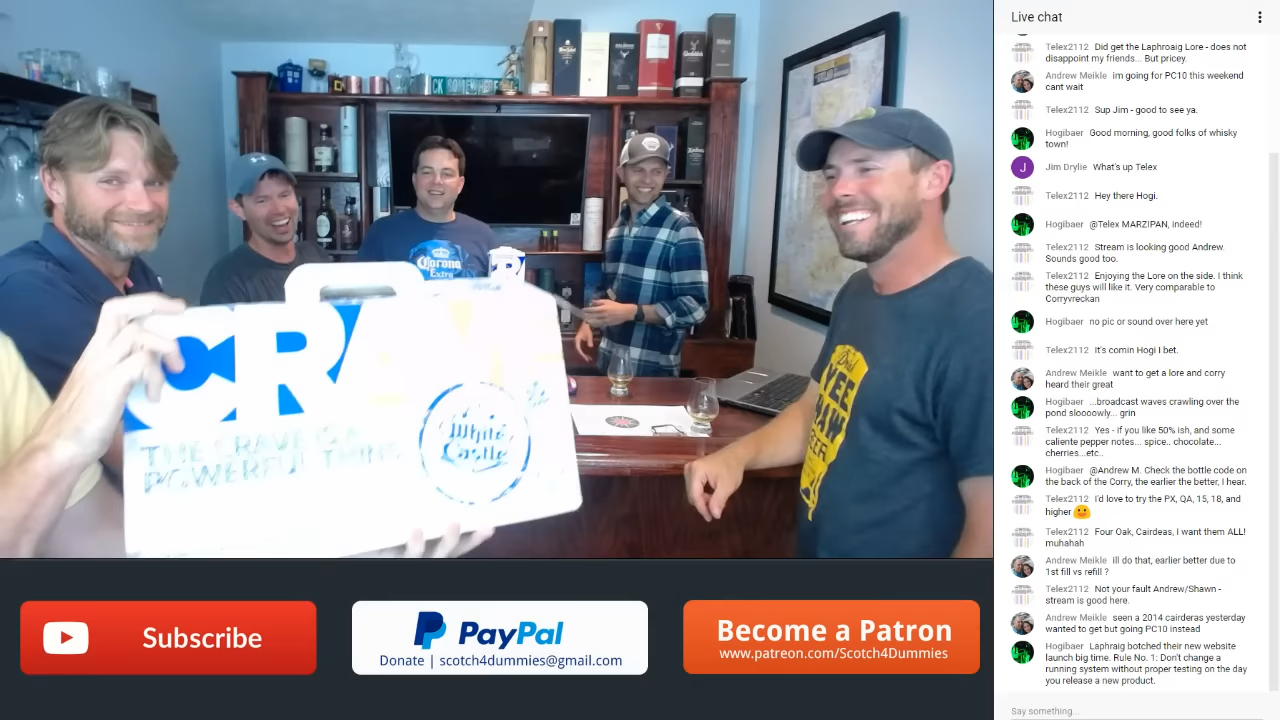 CK SOMEWHERE
Corona
Extra
CRA
THE CRAVE
POWERFUL THING
White
Castle
YEE
HAW
BEER
Subscribe
PayPal
Donate | scotch4dummies@gmail.com
Become a Patron
www.patreon.com/Scotch4Dummies
Live chat
Telex2112 Did get the Laphroaig Lore - does not
disappoint my friends... But pricey.
Andrew Meikle im going for PC10 this weekend
cant wait
Telex2112 Sup Jim - good to see ya.
Hogibaer Good morning, good folks of whisky
town!
J
Jim Drylie What's up Telex
Telex2112 Hey there Hogi.
Hogibaer @Telex MARZIPAN, indeed!
Telex2112 Stream is looking good Andrew.
Sounds good too.
Telex2112 Enjoying the Lore on the side. I think
these guys will like it. Very comparable to
Corryvreckan
Hogibaer no pic or sound over here yet
Telex2112 It's comin Hogi I bet.
Andrew Meikle want to get a lore and corry
heard their great
Hogibaer ...broadcast waves crawling over the
pond sloooowly... grin
Telex2112 Yes - if you like 50% ish, and some
caliente pepper notes... spice.. chocolate...
cherries...etc..
Hogibaer @Andrew M. Check the bottle code on
the back of the Corry, the earlier the better, I hear.
Telex2112 I'd love to try the PX, QA, 15, 18, and
higher
Telex2112 Four Oak, Cairdeas, I want them ALL!
muhahah
Andrew Meikle ill do that, earlier better due to
1st fill vs refill ?
Telex2112 Not your fault Andrew/Shawn -
stream is good here.
Andrew Meikle seen a 2014 cairderas yesterday
wanted to get but going PC10 instead
Hogibaer Laphraig botched their new website
launch big time. Rule No. 1: Don't change a
running system without proper testing on the day
you release a new product.
Say something...